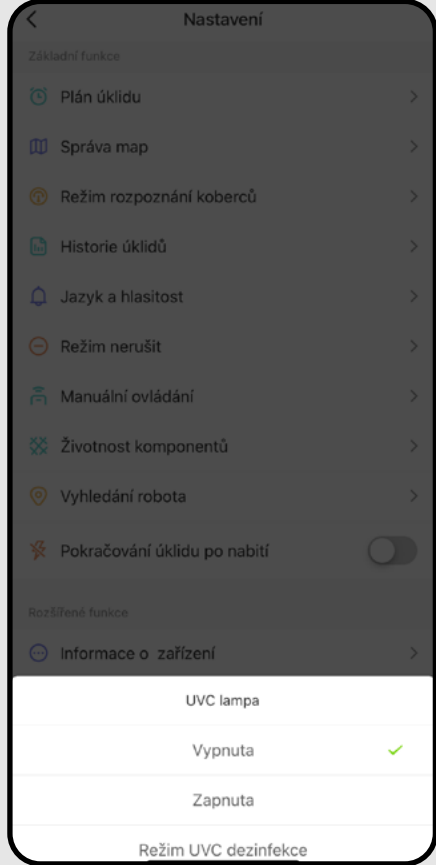 Nastavení
Základní funkce
Plán úklidu
Správa map
Režim rozpoznání koberců
Historie úklidů
Jazyk a hlasitost
Režim nerušit
Manuální ovládání
Životnost komponentů
Vyhledání robota
Pokračování úklidu po nabití
Rozšířené funkce
Informace o zařízení
UVC lampa
Vypnuta
Zapnuta
Režim UVC dezinfekce